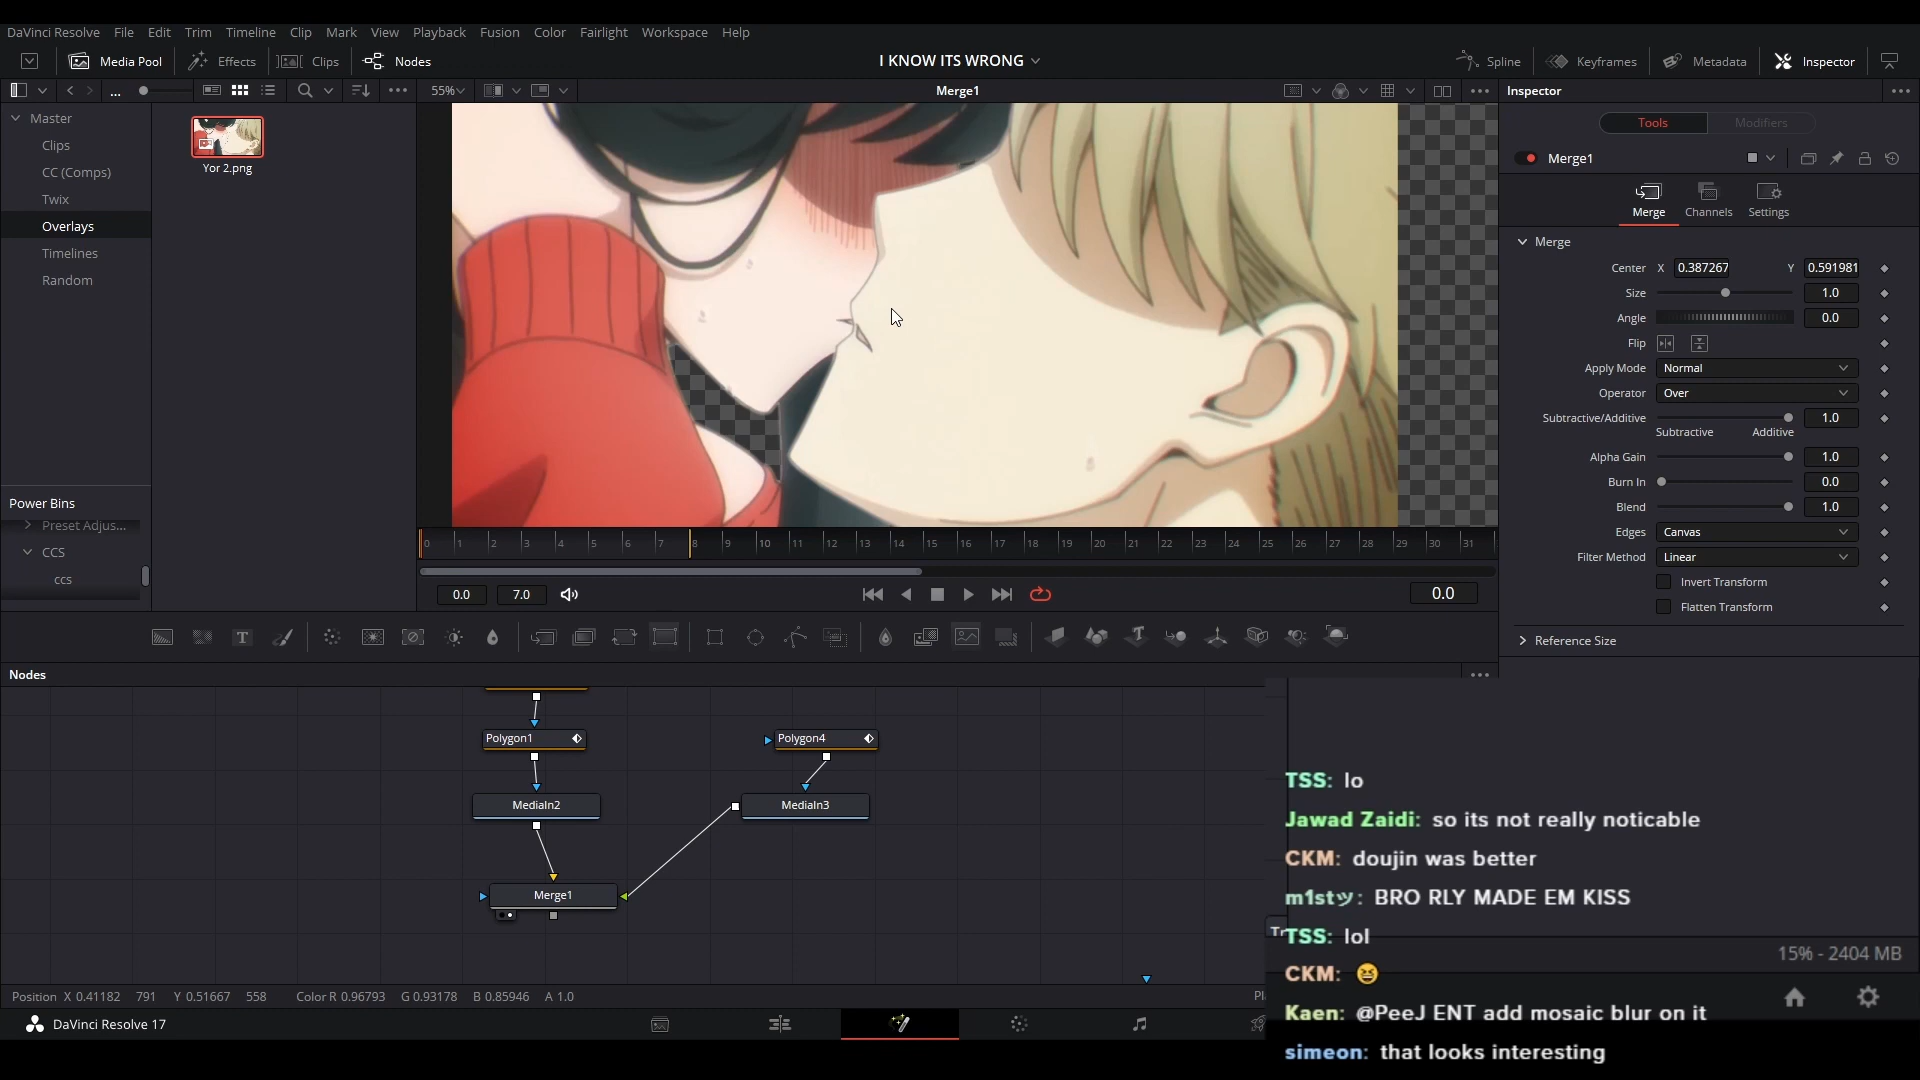 DaVinci Resolve File Edit Trim Timeline Clip Mark View Playback Fusion Color Fairlight Workspace Help
Media Pool Effects Clips Nodes I KNOW ITS WRONG Spline Keyframes Metadata Inspector
... 55% Merge1 Inspector
Master
Clips
CC (Comps)
Twix
Overlays
Timelines
Random
Yor 2.png
Power Bins
Preset Adjus...
CCS
ccs
Tools Modifiers
Merge1
Merge Channels Settings
Merge
Center X 0.387267 Y 0.591981
Size 1.0
Angle 0.0
Flip
Apply Mode Normal
Operator Over
Subtractive/Additive 1.0
Subtractive Additive
Alpha Gain 1.0
Burn In 0.0
Blend 1.0
Edges Canvas
Filter Method Linear
Invert Transform
Flatten Transform
Reference Size
0 1 2 3 4 5 6 7 8 9 10 11 12 13 14 15 16 17 18 19 20 21 22 23 24 25 26 27 28 29 30 31
0.0 7.0 0.0
T T
Nodes
Polygon1 Polygon4
MediaIn2 MediaIn3
Merge1
TSS: lo
Jawad Zaidi: so its not really noticable
CKM: doujin was better
m1stツ: BRO RLY MADE EM KISS
TSS: lol
CKM: 😆
Kaen: @PeeJ ENT add mosaic blur on it
simeon: that looks interesting
15% - 2404 MB
Position X 0.41182 791 Y 0.51667 558 Color R 0.96793 G 0.93178 B 0.85946 A 1.0
DaVinci Resolve 17